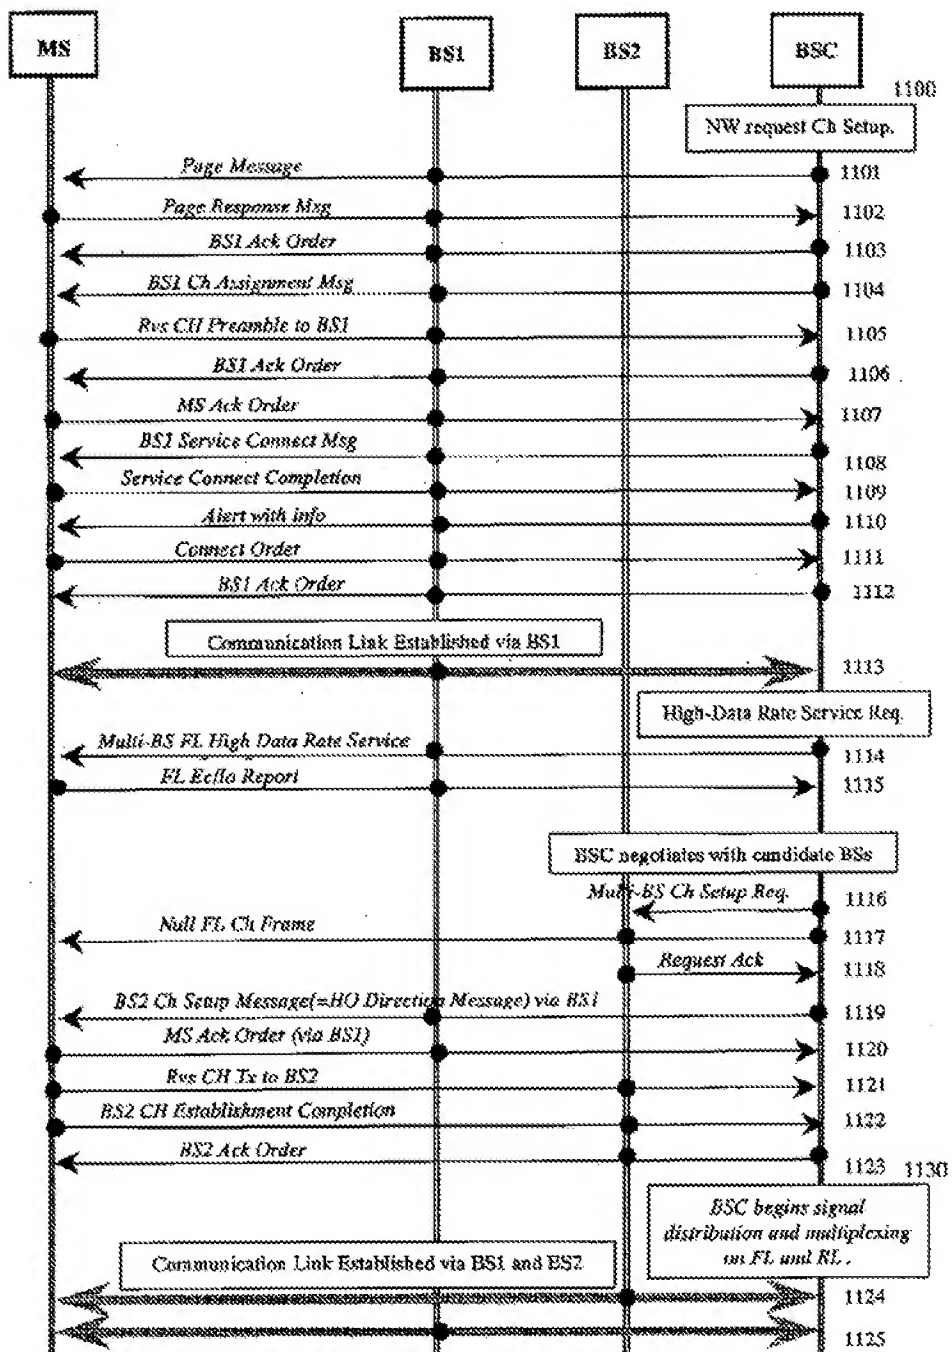 MS
BS1
BS2
BSC
1100
NW request Ch Setup.
Page Message
1101
Page Response Msg
1102
BS1 Ack Order
1103
BS1 Ch Assignment Msg
1104
Rvs CH Preamble to BS1
1105
BS1 Ack Order
1106
MS Ack Order
1107
BS1 Service Connect Msg
1108
Service Connect Completion
1109
Alert with info
1110
Connect Order
1111
BS1 Ack Order
1112
Communication Link Established via BS1
1113
High-Data Rate Service Req.
Multi-BS FL High Data Rate Service
1114
FL Ec/Io Report
1115
BSC negotiates with candidate BSs
Multi-BS Ch Setup Req.
1116
Null FL Ch Frame
1117
Request Ack
1118
BS2 Ch Setup Message(=HO Direction Message) via BS1
1119
MS Ack Order (via BS1)
1120
Rvs CH Tx to BS2
1121
BS2 CH Establishment Completion
1122
BS2 Ack Order
1123
1130
BSC begins signal
distribution and multiplexing
on FL and RL.
Communication Link Established via BS1 and BS2
1124
1125